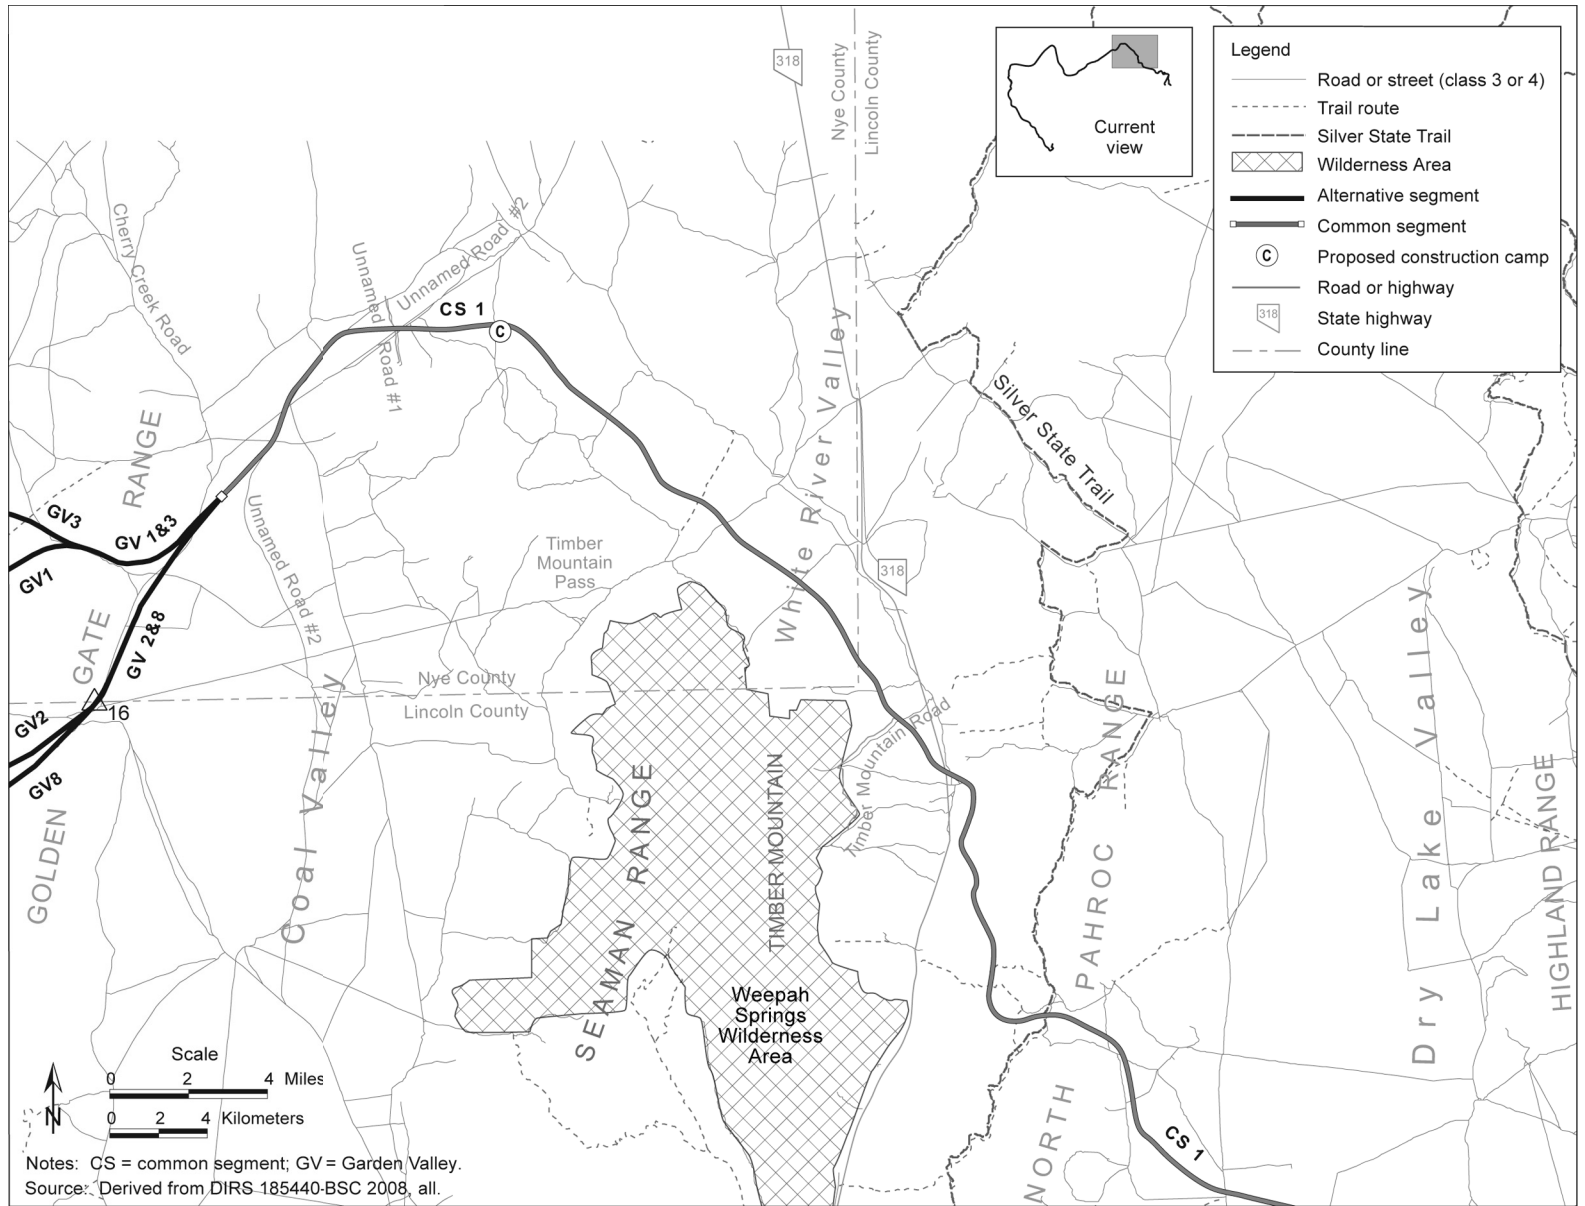 318
Nye County
Lincoln County
Current
view
Legend
Road or street (class 3 or 4)
Trail route
Silver State Trail
Wilderness Area
Alternative segment
Common segment
C
Proposed construction camp
Road or highway
318
State highway
County line
Cherry Creek Road
Unnamed Road #2
Unnamed Road #1
CS 1
C
White River Valley
Silver State Trail
GOLDEN GATE RANGE
GV3
GV 1&3
GV1
Unnamed Road #2
Timber
Mountain
Pass
318
GV 2&8
Nye County
Lincoln County
16
GV2
GV8
Coal Valley
Timber Mountain Road
SEAMAN RANGE
TIMBER MOUNTAIN
NORTH PAHROC RANGE
Dry Lake Valley
HIGHLAND RANGE
Weepah
Springs
Wilderness
Area
CS 1
Scale
0 2 4 Miles
0 2 4 Kilometers
N
Notes: CS = common segment; GV = Garden Valley.
Source: Derived from DIRS 185440-BSC 2008, all.